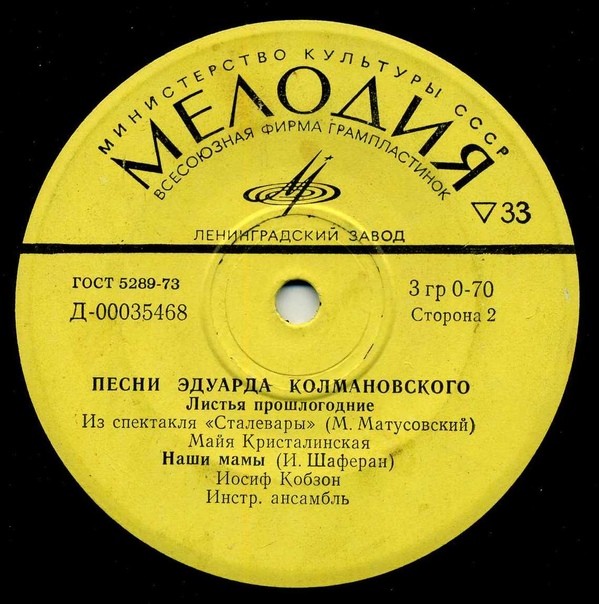 МИНИСТЕРСТВО КУЛЬТУРЫ СССР
МЕЛОДИЯ
ВСЕСОЮЗНАЯ ФИРМА ГРАМПЛАСТИНОК
▽33
ЛЕНИНГРАДСКИЙ ЗАВОД
ГОСТ 5289-73
3 гр 0-70
Д-00035468
Сторона 2
ПЕСНИ ЭДУАРДА КОЛМАНОВСКОГО
Листья прошлогодние
Из спектакля «Сталевары» (М. Матусовский)
Майя Кристалинская
Наши мамы (И. Шаферан)
Иосиф Кобзон
Инстр. ансамбль